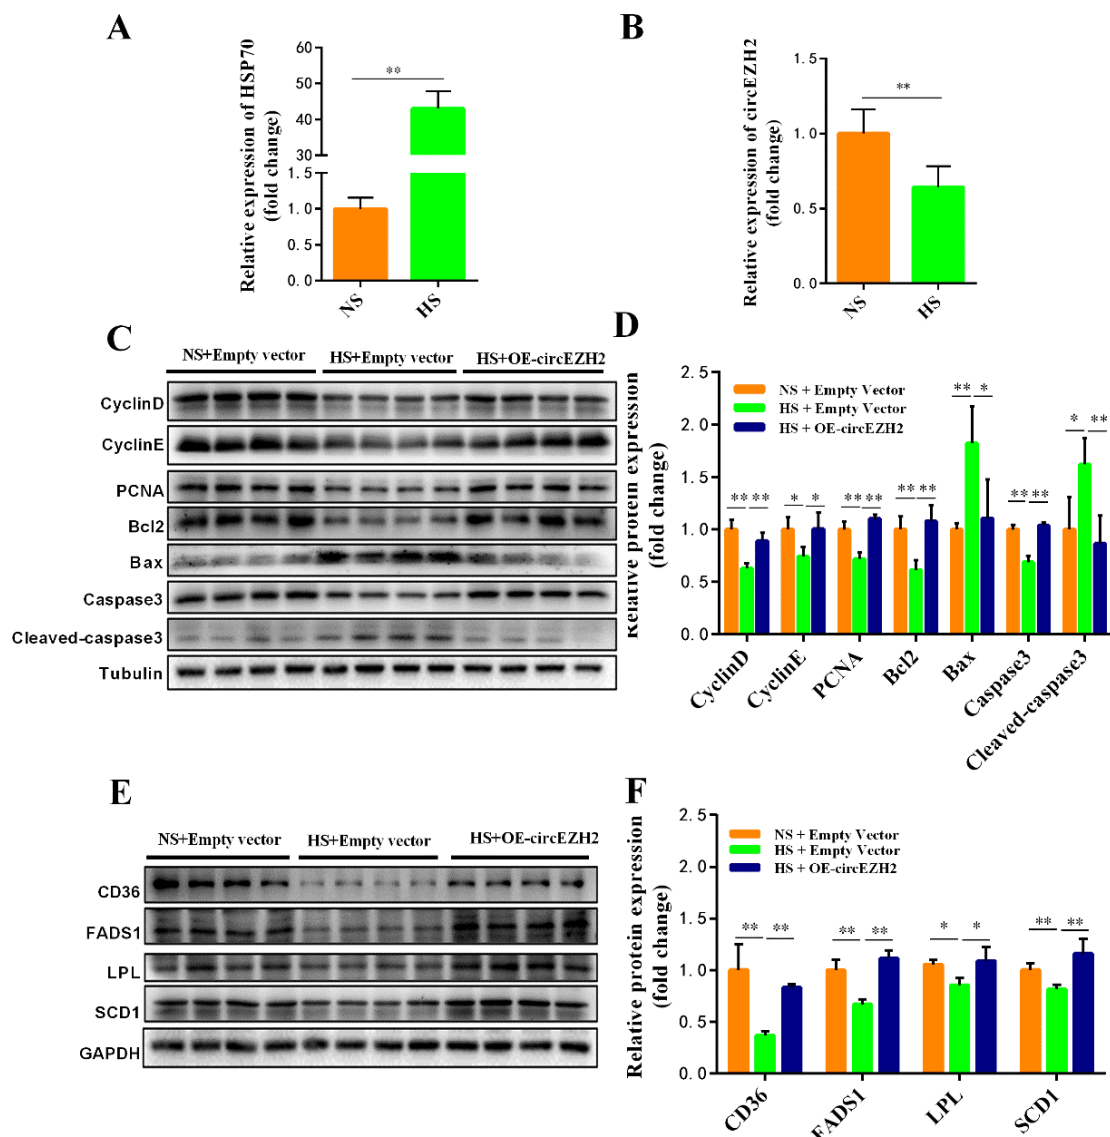 A
Relative expression of HSP70
(fold change)
60
50
40
30
1.5
1.0
0.5
0.0
**
NS
HS
B
Relative expression of circEZH2
(fold change)
1.5
1.0
0.5
0.0
**
NS
HS
C
NS+Empty vector
HS+Empty vector
HS+OE-circEZH2
CyclinD
CyclinE
PCNA
Bcl2
Bax
Caspase3
Cleaved-caspase3
Tubulin
D
Relative protein expression
(fold change)
2.5
2.0
1.5
1.0
0.5
0.0
NS + Empty Vector
HS + Empty Vector
HS + OE-circEZH2
** **
* *
** **
** **
** *
** **
* **
CyclinD
CyclinE
PCNA
Bcl2
Bax
Caspase3
Cleaved-caspase3
E
NS+Empty vector
HS+Empty vector
HS+OE-circEZH2
CD36
FADS1
LPL
SCD1
GAPDH
F
Relative protein expression
(fold change)
2.5
2.0
1.5
1.0
0.5
0.0
NS + Empty Vector
HS + Empty Vector
HS + OE-circEZH2
** **
** **
* *
** **
CD36
FADS1
LPL
SCD1